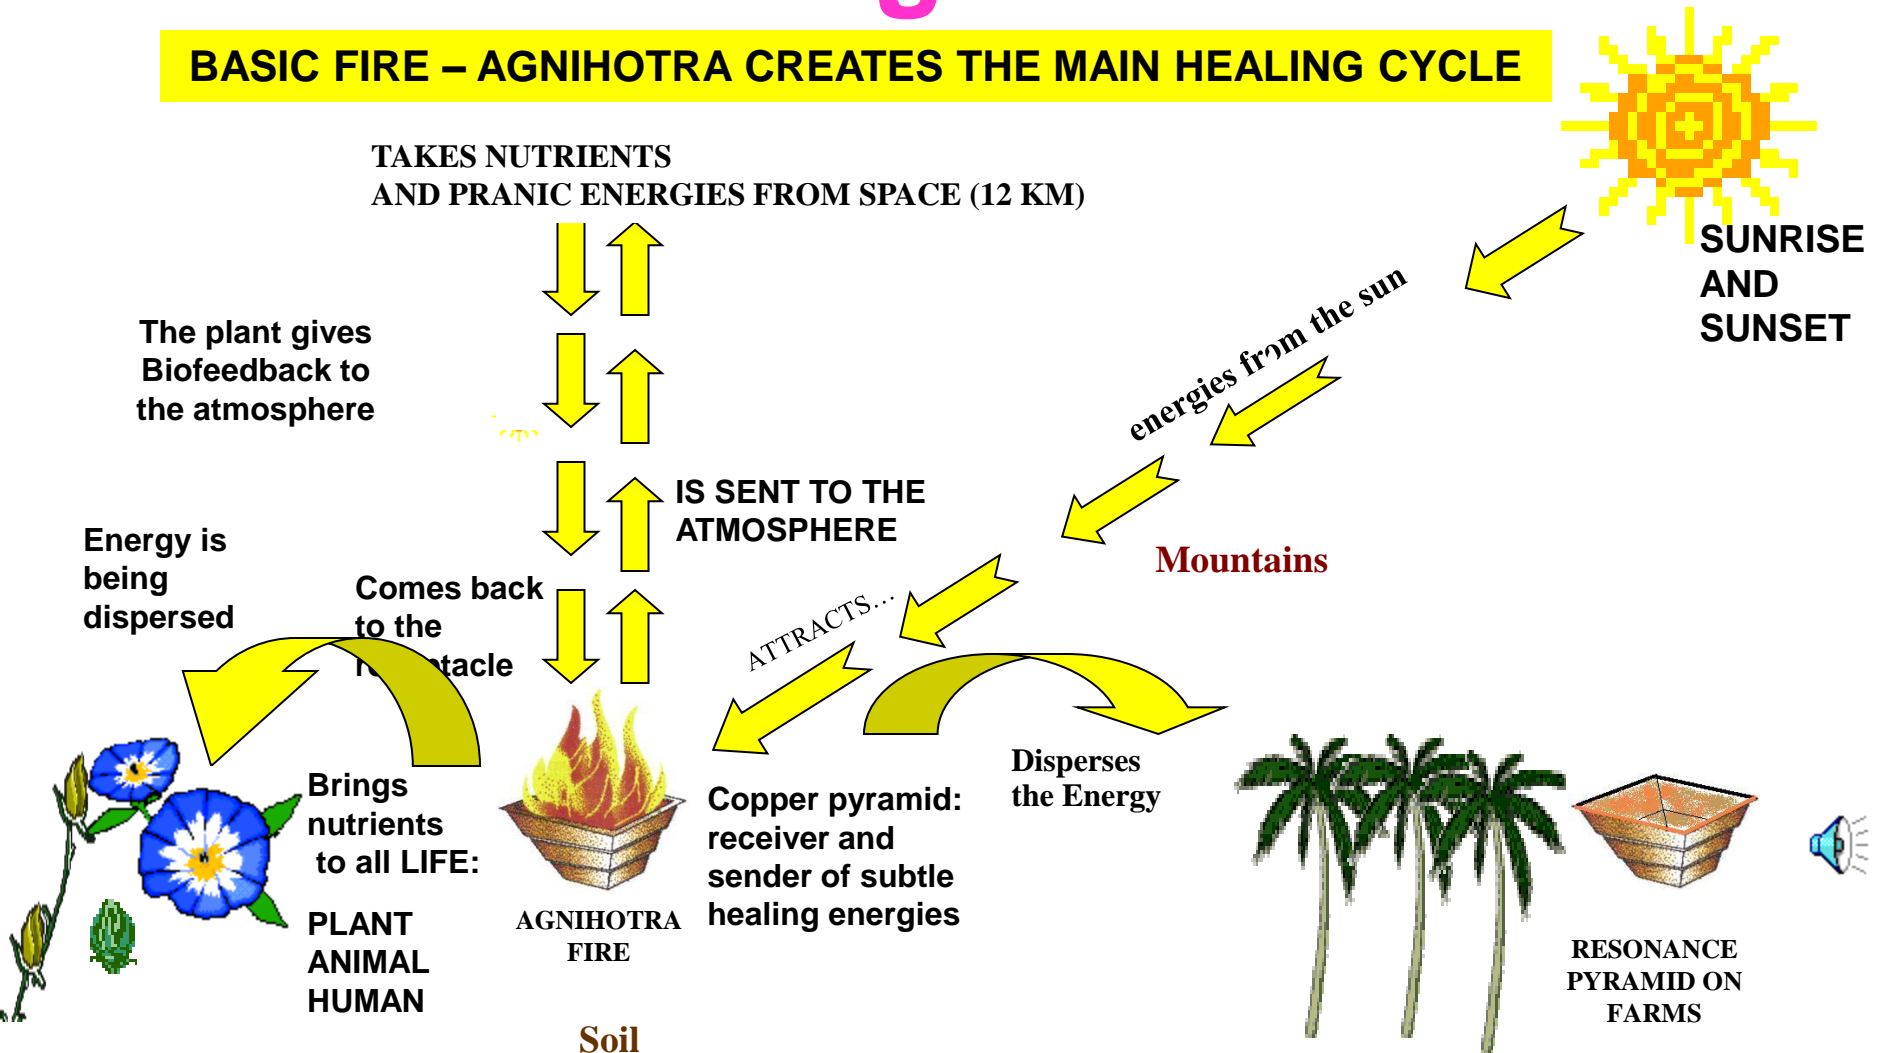 BASIC FIRE – AGNIHOTRA CREATES THE MAIN HEALING CYCLE
TAKES NUTRIENTS
AND PRANIC ENERGIES FROM SPACE (12 KM)
SUNRISE
AND
SUNSET
energies from the sun
The plant gives
Biofeedback to
the atmosphere
IS SENT TO THE
ATMOSPHERE
Energy is
being
dispersed
Mountains
Comes back
to the
ATTRACTS…
Disperses
the Energy
Brings
nutrients
to all LIFE:
PLANT
ANIMAL
HUMAN
Copper pyramid:
receiver and
sender of subtle
healing energies
AGNIHOTRA
FIRE
RESONANCE
PYRAMID ON
FARMS
Soil